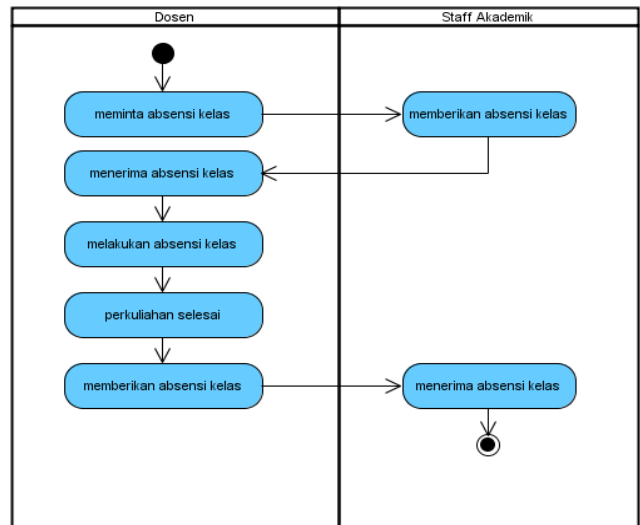 Dosen
Staff Akademik
meminta absensi kelas
memberikan absensi kelas
menerima absensi kelas
melakukan absensi kelas
perkuliahan selesai
memberikan absensi kelas
menerima absensi kelas